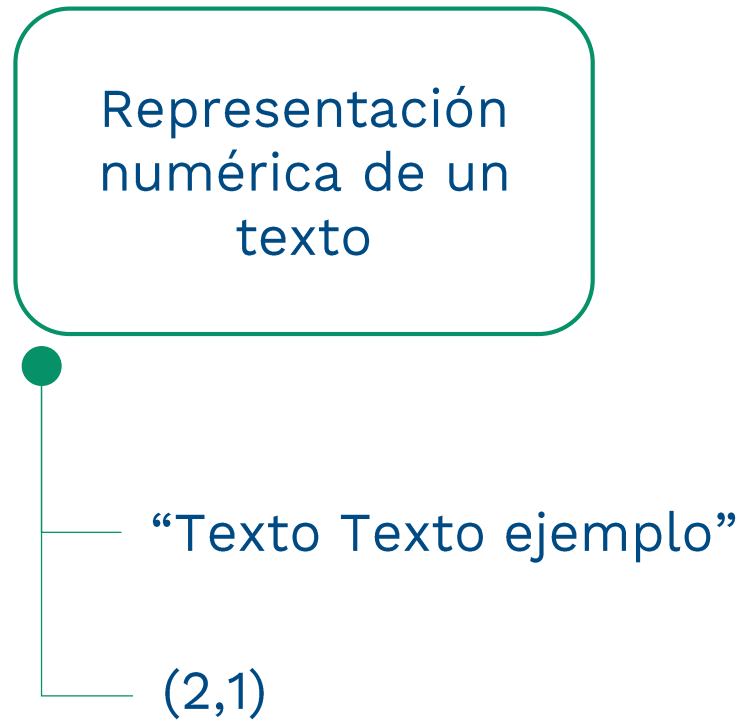 Representación
numérica de un
texto
“Texto Texto ejemplo”
(2,1)